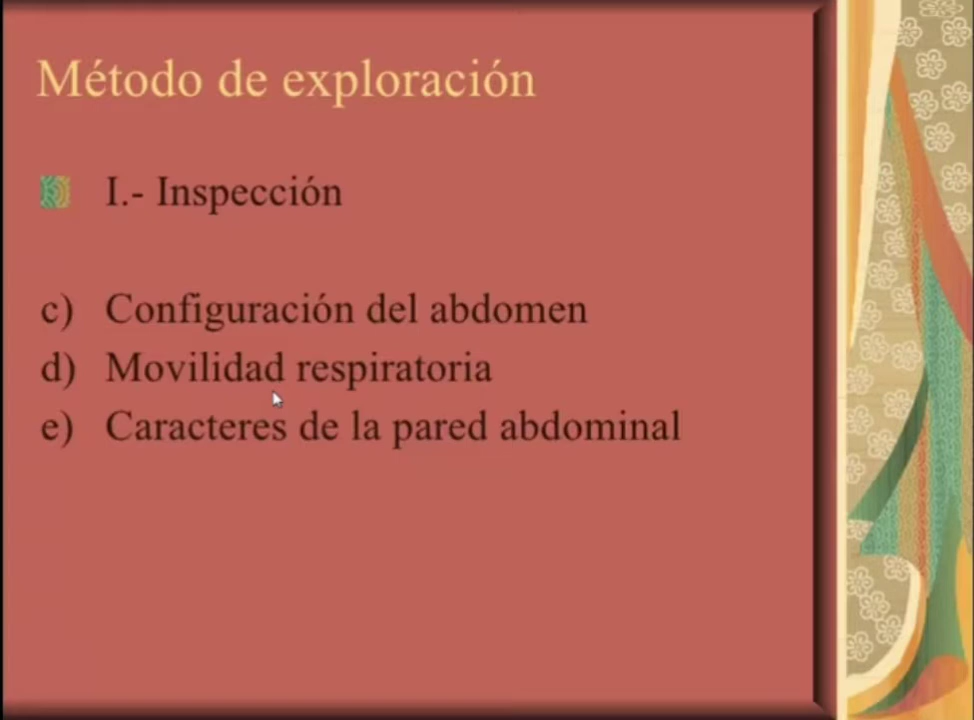 Método de exploración
I.- Inspección
c) Configuración del abdomen
d) Movilidad respiratoria
e) Caracteres de la pared abdominal